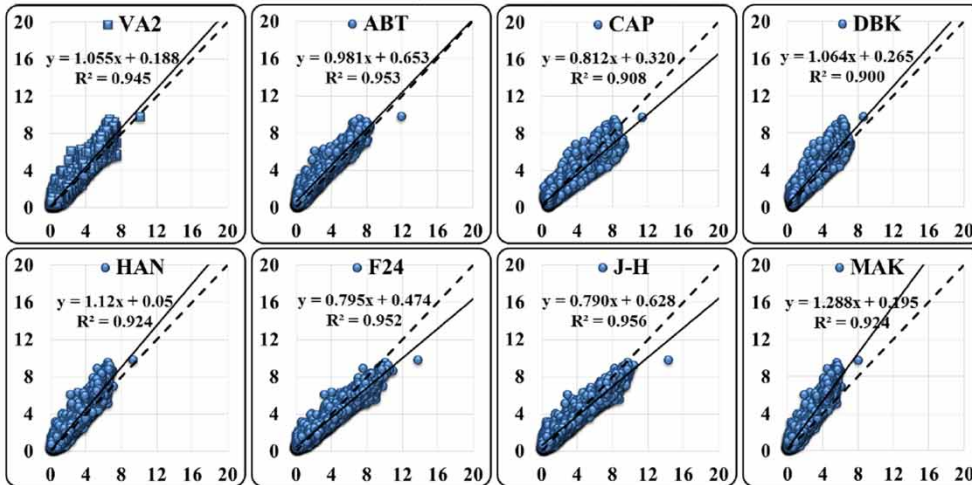 VA2
y = 1.055x + 0.188
R² = 0.945
20
16
12
8
4
0
0 4 8 12 16 20
ABT
y = 0.981x + 0.653
R² = 0.953
20
16
12
8
4
0
0 4 8 12 16 20
CAP
y = 0.812x + 0.320
R² = 0.908
20
16
12
8
4
0
0 4 8 12 16 20
DBK
y = 1.064x + 0.265
R² = 0.900
20
16
12
8
4
0
0 4 8 12 16 20
HAN
y = 1.12x + 0.05
R² = 0.924
20
16
12
8
4
0
0 4 8 12 16 20
F24
y = 0.795x + 0.474
R² = 0.952
20
16
12
8
4
0
0 4 8 12 16 20
J-H
y = 0.790x + 0.628
R² = 0.956
20
16
12
8
4
0
0 4 8 12 16 20
MAK
y = 1.288x + 0.195
R² = 0.924
20
16
12
8
4
0
0 4 8 12 16 20